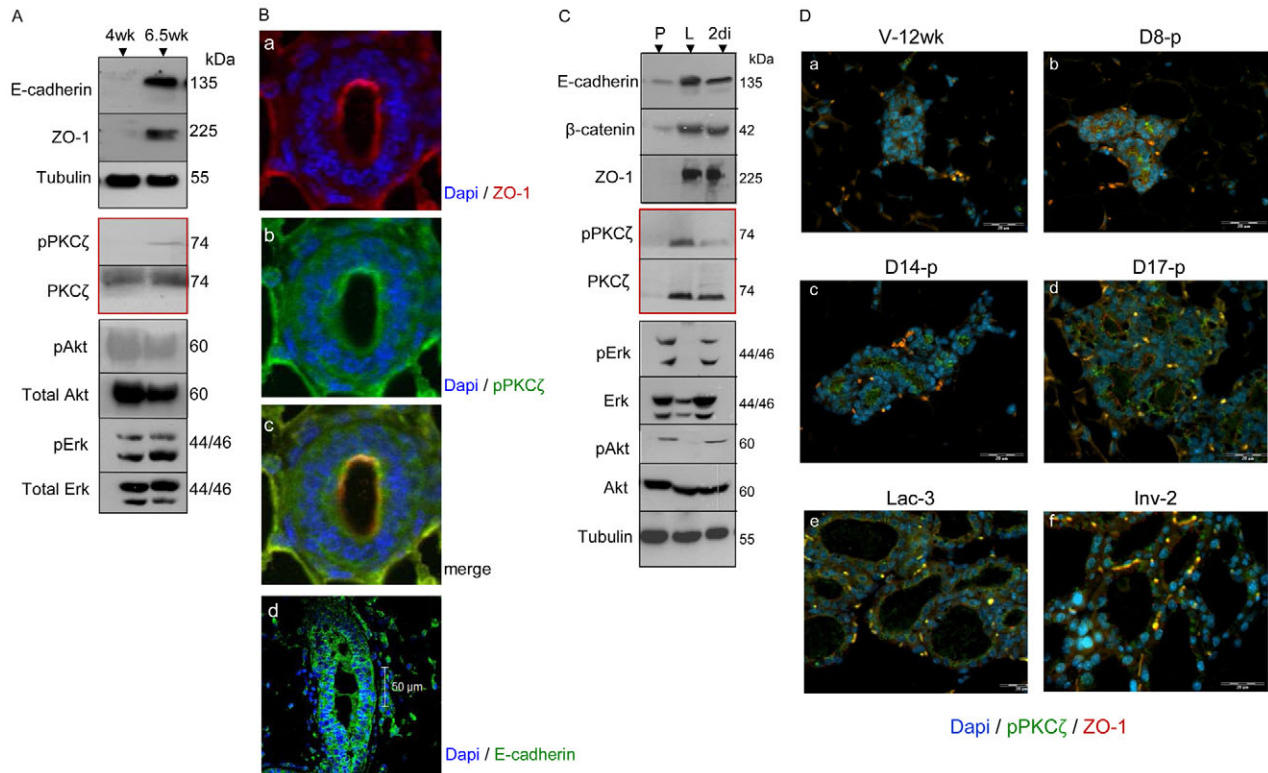 A
4wk 6.5wk
kDa
E-cadherin 135
ZO-1 225
Tubulin 55
pPKCζ 74
PKCζ 74
pAkt 60
Total Akt 60
pErk 44/46
Total Erk 44/46
B
a
Dapi / ZO-1
b
Dapi / pPKCζ
c
merge
d
50 µm
Dapi / E-cadherin
C
P L 2di
kDa
E-cadherin 135
β-catenin 42
ZO-1 225
pPKCζ 74
PKCζ 74
pErk 44/46
Erk 44/46
pAkt 60
Akt 60
Tubulin 55
D
V-12wk D8-p
a b
D14-p D17-p
c d
Lac-3 Inv-2
e f
Dapi / pPKCζ / ZO-1